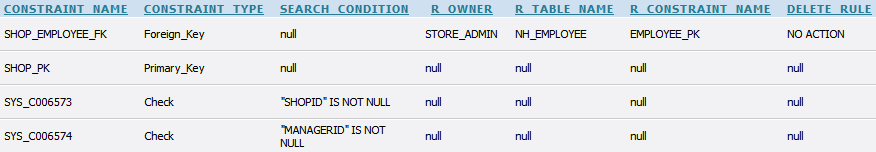 CONSTRAINT_NAME CONSTRAINT_TYPE SEARCH_CONDITION R_OWNER R_TABLE_NAME R_CONSTRAINT_NAME DELETE_RULE
SHOP_EMPLOYEE_FK Foreign_Key null STORE_ADMIN NH_EMPLOYEE EMPLOYEE_PK NO ACTION
SHOP_PK Primary_Key null null null null null
SYS_C006573 Check "SHOPID" IS NOT NULL null null null null
SYS_C006574 Check "MANAGERID" IS NOT null null null null
NULL